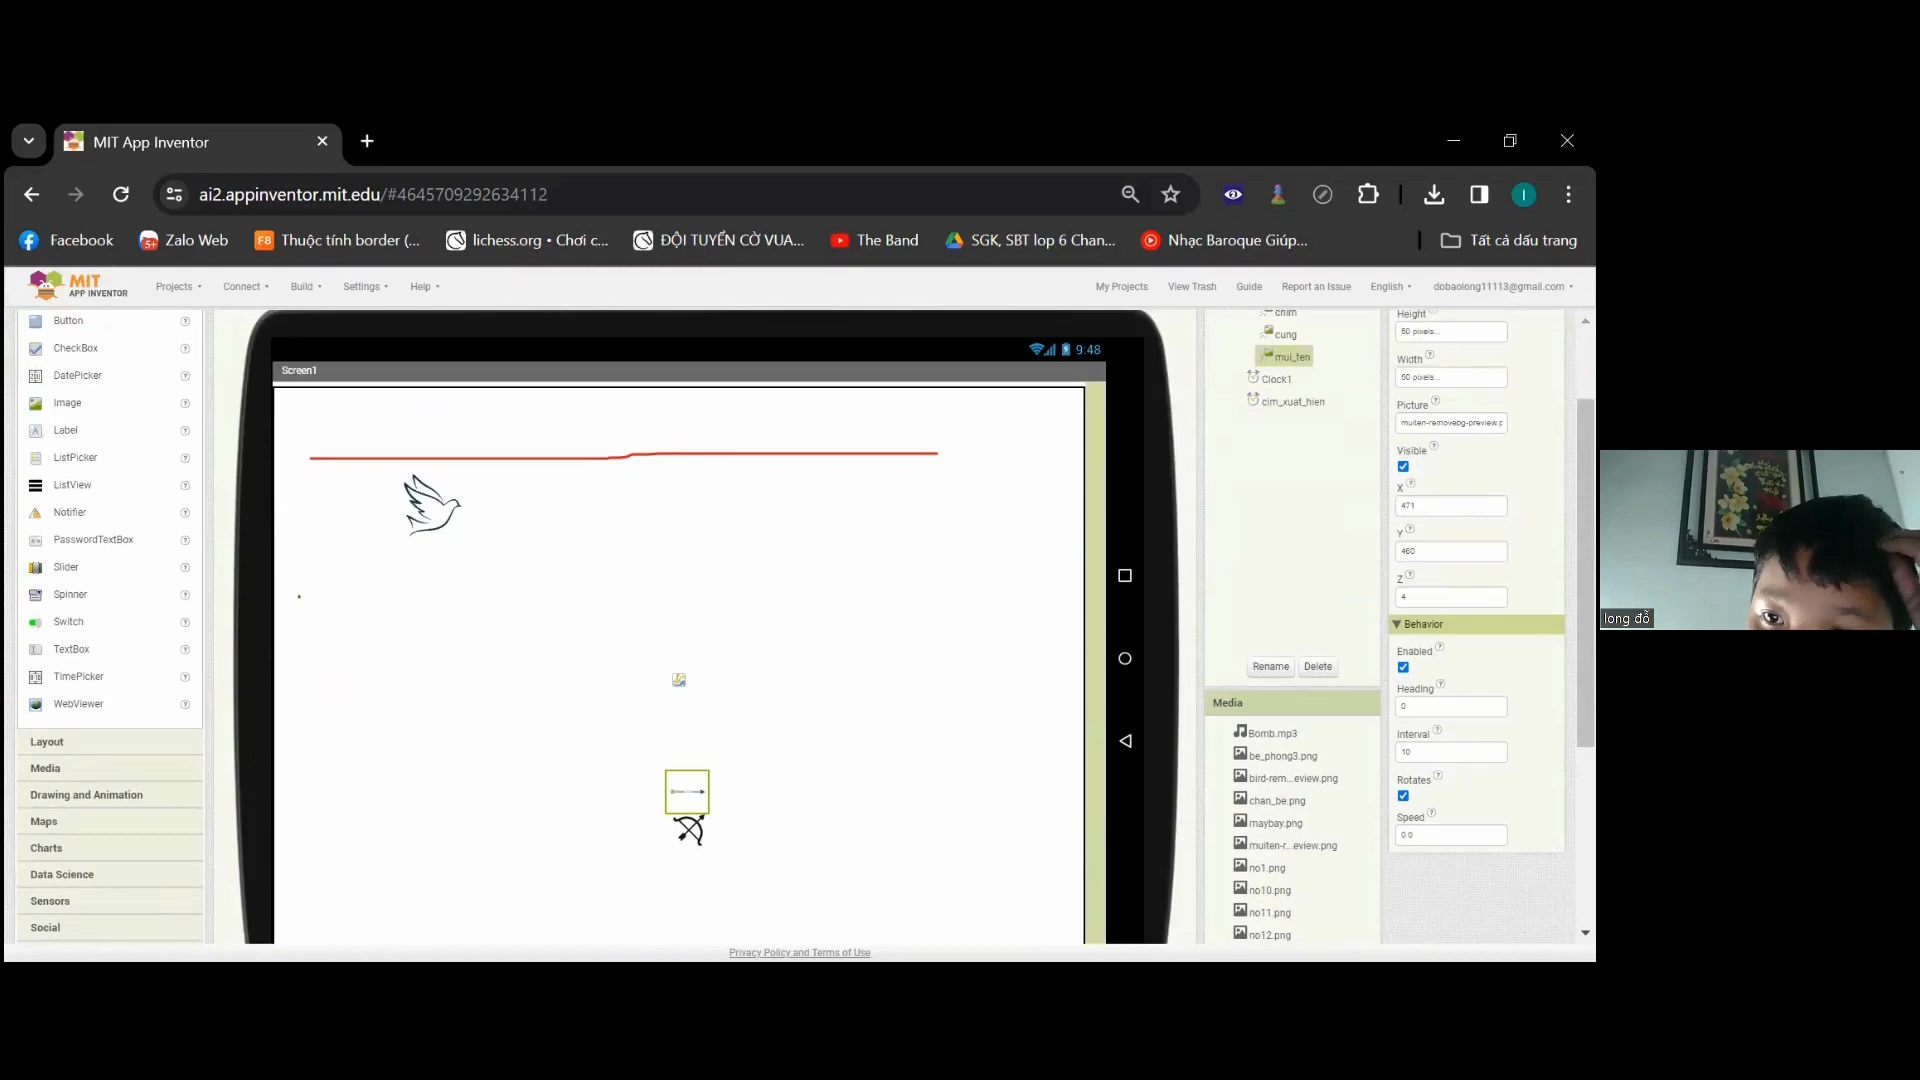 MIT App Inventor
ai2.appinventor.mit.edu/#4645709292634112
I
Facebook
5+ Zalo Web
F8 Thuộc tính border (...
lichess.org • Chơi c...
ĐỘI TUYỂN CỜ VUA...
The Band
SGK, SBT lop 6 Chan...
Nhạc Baroque Giúp...
Tất cả dấu trang
MIT
APP INVENTOR
Projects
Connect
Build
Settings
Help
My Projects
View Trash
Guide
Report an Issue
English
dobaolong11113@gmail.com
Button
CheckBox
DatePicker
Image
Label
ListPicker
ListView
Notifier
PasswordTextBox
Slider
Spinner
Switch
TextBox
TimePicker
WebViewer
Layout
Media
Drawing and Animation
Maps
Charts
Data Science
Sensors
Social
9:48
Screen1
chim
cung
mui_ten
Clock1
cim_xuat_hien
Rename
Delete
Media
Bomb.mp3
be_phong3.png
bird-rem...eview.png
chan_be.png
maybay.png
muiten-r...eview.png
no1.png
no10.png
no11.png
no12.png
Height
50 pixels...
Width
50 pixels...
Picture
muiten-removebg-preview.p
Visible
X
471
Y
460
Z
4
Behavior
Enabled
Heading
0
Interval
10
Rotates
Speed
0.0
Privacy Policy and Terms of Use
long đỗ